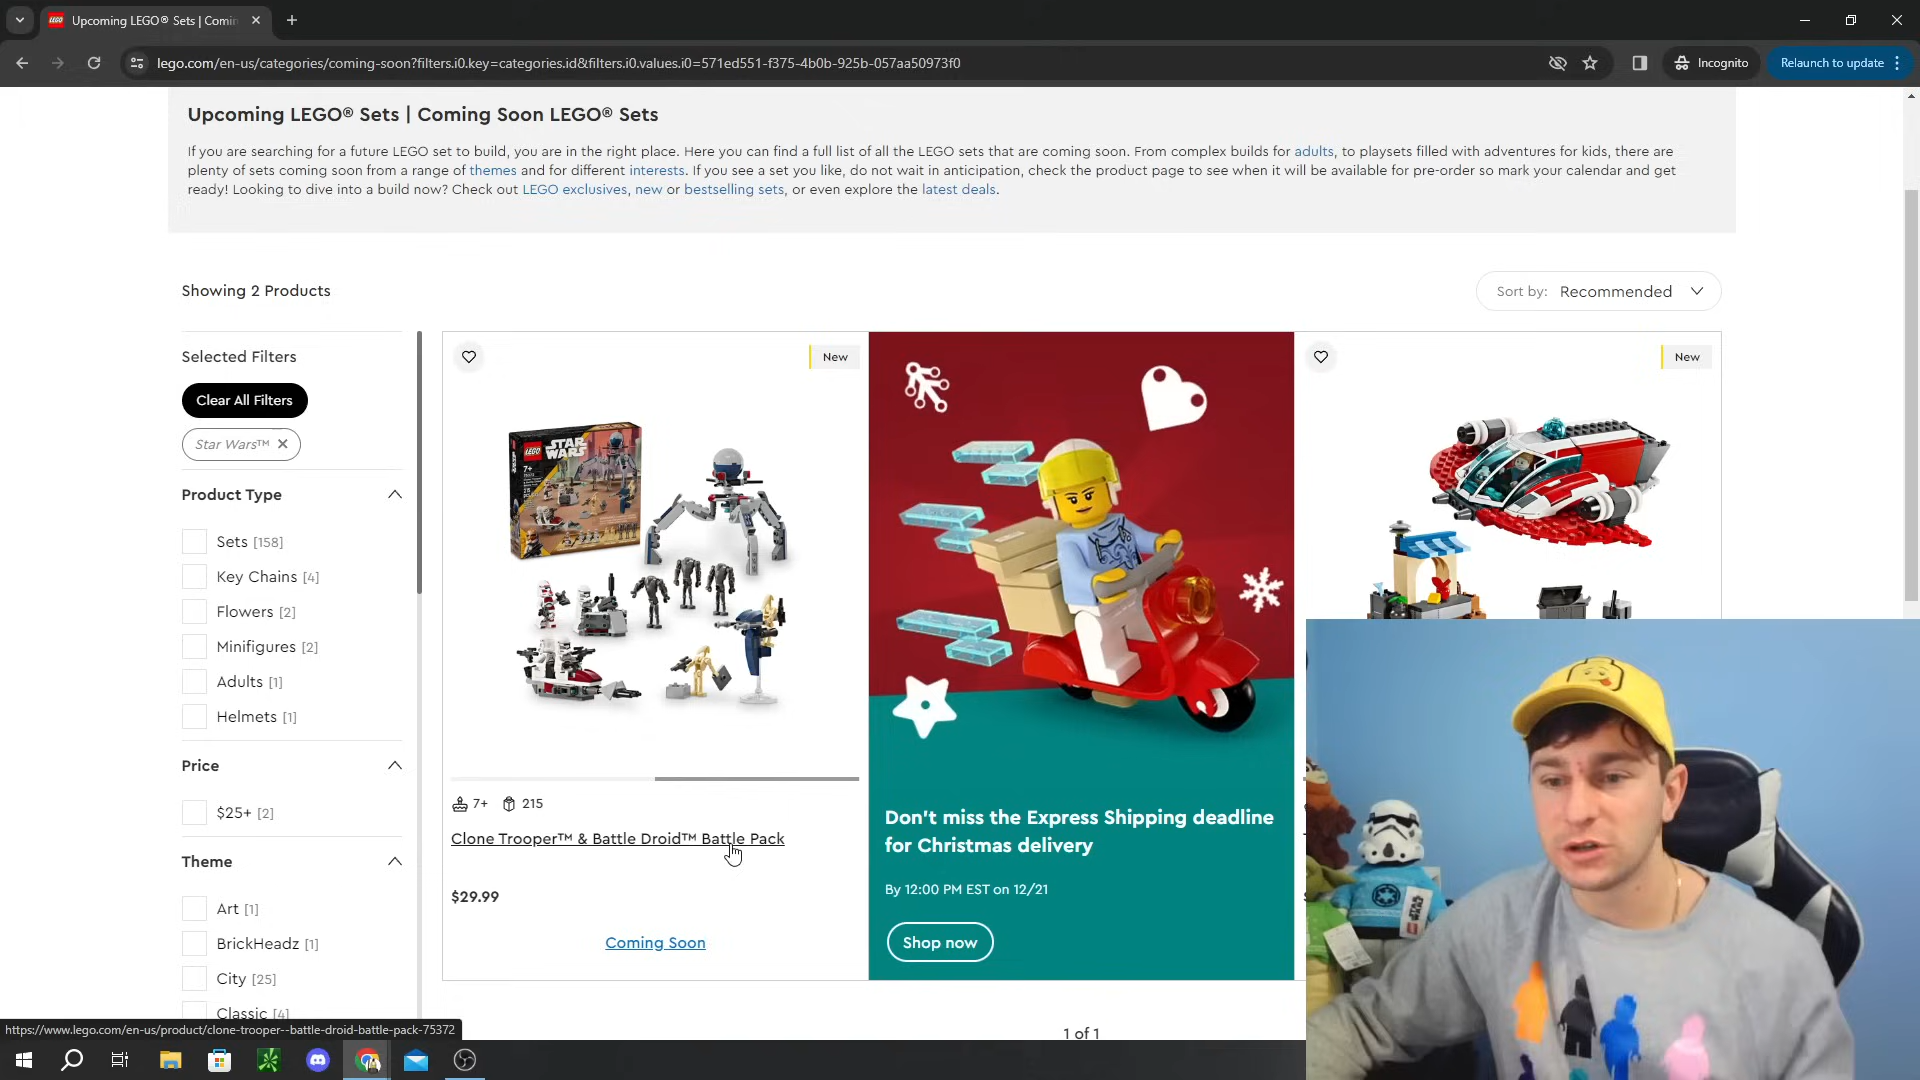 Upcoming LEGO® Sets | Comin
lego.com/en-us/categories/coming-soon?filters.i0.key=categories.id&filters.i0.values.i0=571ed551-f375-4b0b-925b-057aa50973f0
Incognito
Relaunch to update
Upcoming LEGO® Sets | Coming Soon LEGO® Sets
If you are searching for a future LEGO set to build, you are in the right place. Here you can find a full list of all the LEGO sets that are coming soon. From complex builds for adults, to playsets filled with adventures for kids, there are
plenty of sets coming soon from a range of themes and for different interests. If you see a set you like, do not wait in anticipation, check the product page to see when it will be available for pre-order so mark your calendar and get
ready! Looking to dive into a build now? Check out LEGO exclusives, new or bestselling sets, or even explore the latest deals.
Showing 2 Products
Sort by: Recommended
Selected Filters
Clear All Filters
Star Wars™
Product Type
Sets [158]
Key Chains [4]
Flowers [2]
Minifigures [2]
Adults [1]
Helmets [1]
Price
$25+ [2]
Theme
Art [1]
BrickHeadz [1]
City [25]
Classic [4]
New
LEGO
STAR WARS
7+
7+ 215
Clone Trooper™ & Battle Droid™ Battle Pack
$29.99
Coming Soon
Don't miss the Express Shipping deadline
for Christmas delivery
By 12:00 PM EST on 12/21
Shop now
New
1 of 1
STAR WARS
https://www.lego.com/en-us/product/clone-trooper--battle-droid-battle-pack-75372